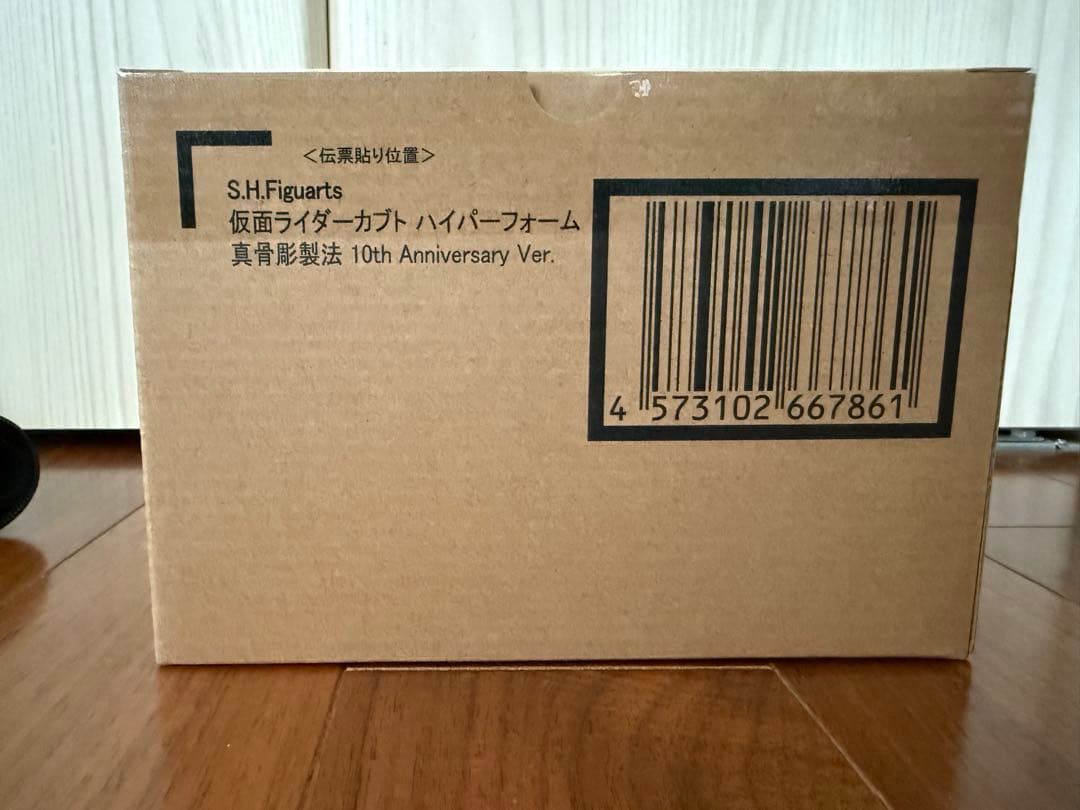 <伝票貼り位置>
S.H.Figuarts
仮面ライダーカブト ハイパーフォーム
真骨彫製法 10th Anniversary Ver.
4 573102 667861